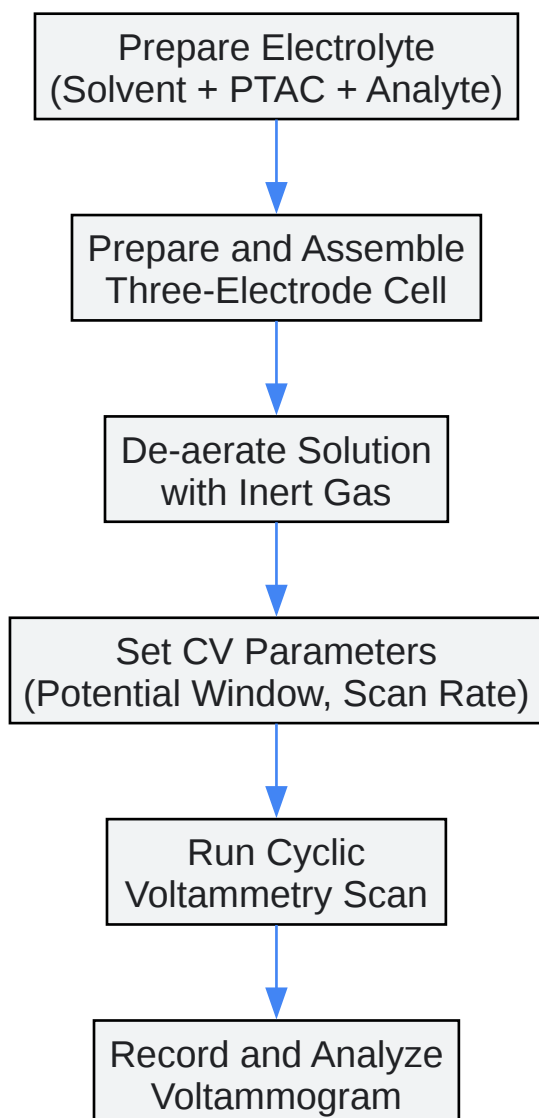 Prepare Electrolyte
(Solvent + PTAC + Analyte)
Prepare and Assemble
Three-Electrode Cell
De-aerate Solution
with Inert Gas
Set CV Parameters
(Potential Window, Scan Rate)
Run Cyclic
Voltammetry Scan
Record and Analyze
Voltammogram